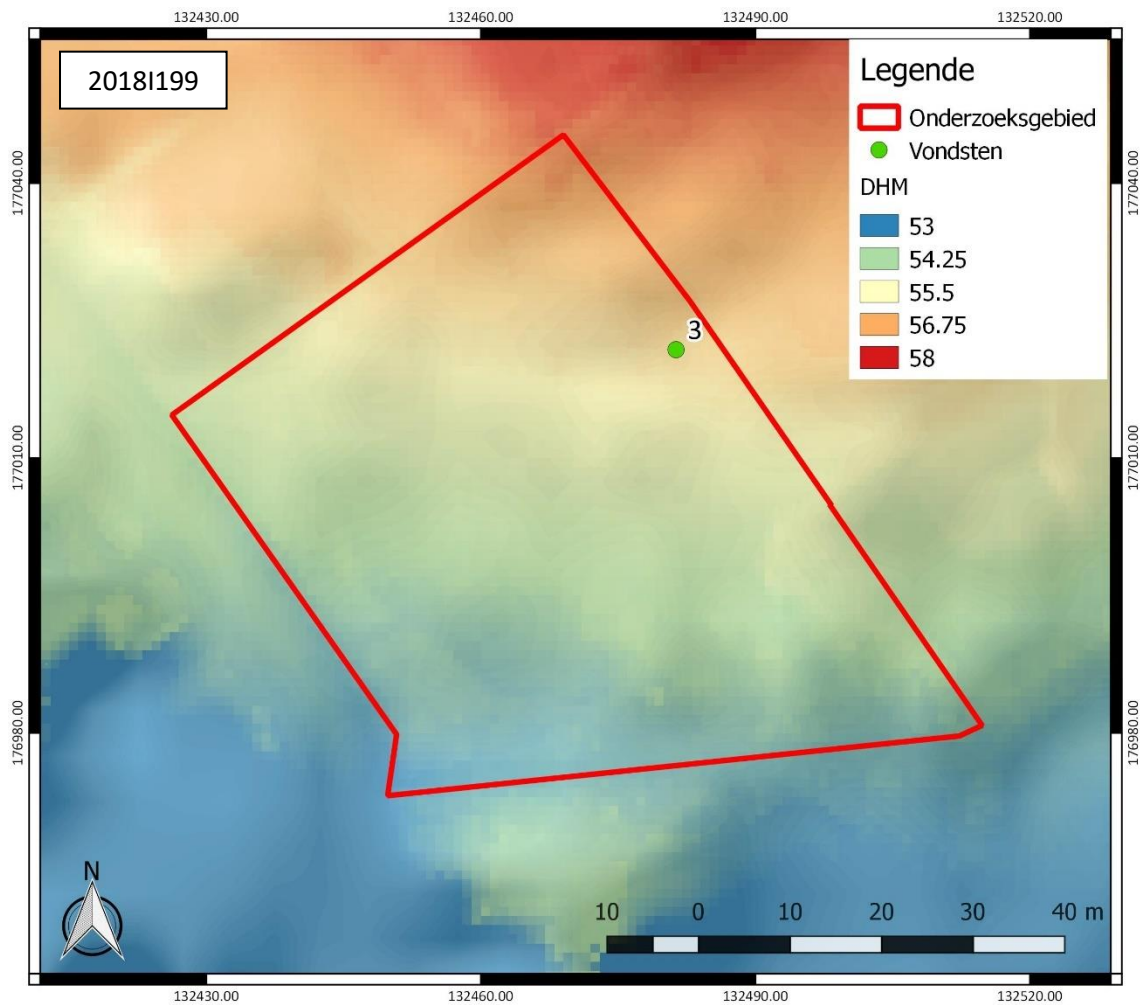 132430.00 132460.00 132490.00 132520.00
2018I199
Legende
Onderzoeksgebied
Vondsten
DHM
53
54.25
55.5
56.75
58
177040.00 177040.00
3
177010.00 177010.00
176980.00 176980.00
N
10 0 10 20 30 40 m
132430.00 132460.00 132490.00 132520.00